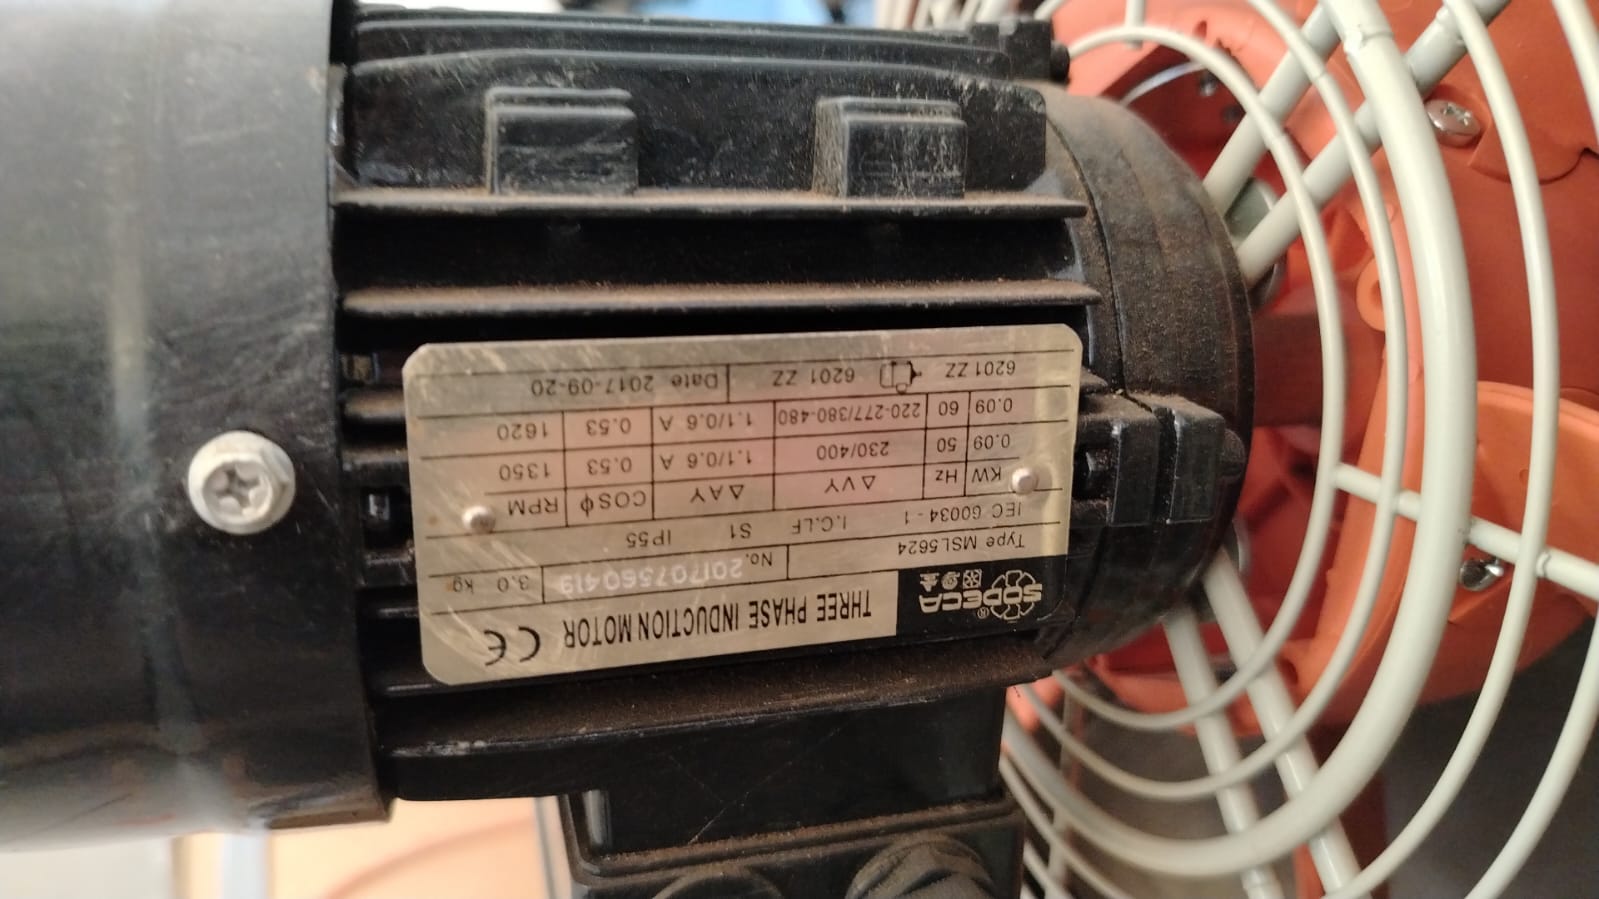 SODECA ® THREE PHASE INDUCTION MOTOR CE
Type MSL5624 No. 201707560419 3.0 kg
IEC 60034-1 I.C.LF S1 IP55
KW Hz ΔVY ΔAY COSΦ RPM
0.09 50 230/400 1.1/0.6 A 0.53 1350
0.09 60 220-277/380-480 1.1/0.6 A 0.53 1620
6201 ZZ 6201 ZZ Date 2017-09-20